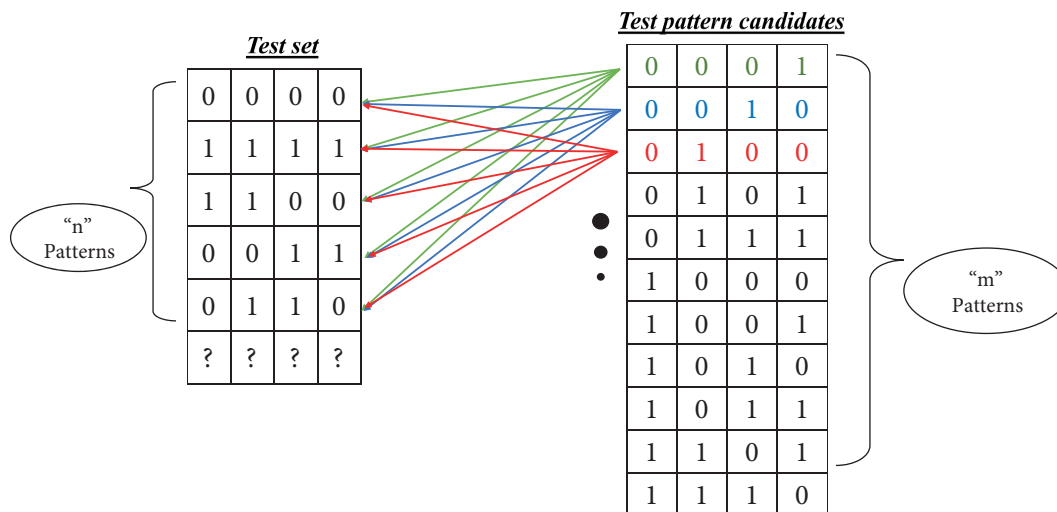 Test set
0 0 0 0
1 1 1 1
1 1 0 0
0 0 1 1
0 1 1 0
? ? ? ?
“n”
Patterns
Test pattern candidates
0 0 0 1
0 0 1 0
0 1 0 0
0 1 0 1
0 1 1 1
1 0 0 0
1 0 0 1
1 0 1 0
1 0 1 1
1 1 0 1
1 1 1 0
“m”
Patterns